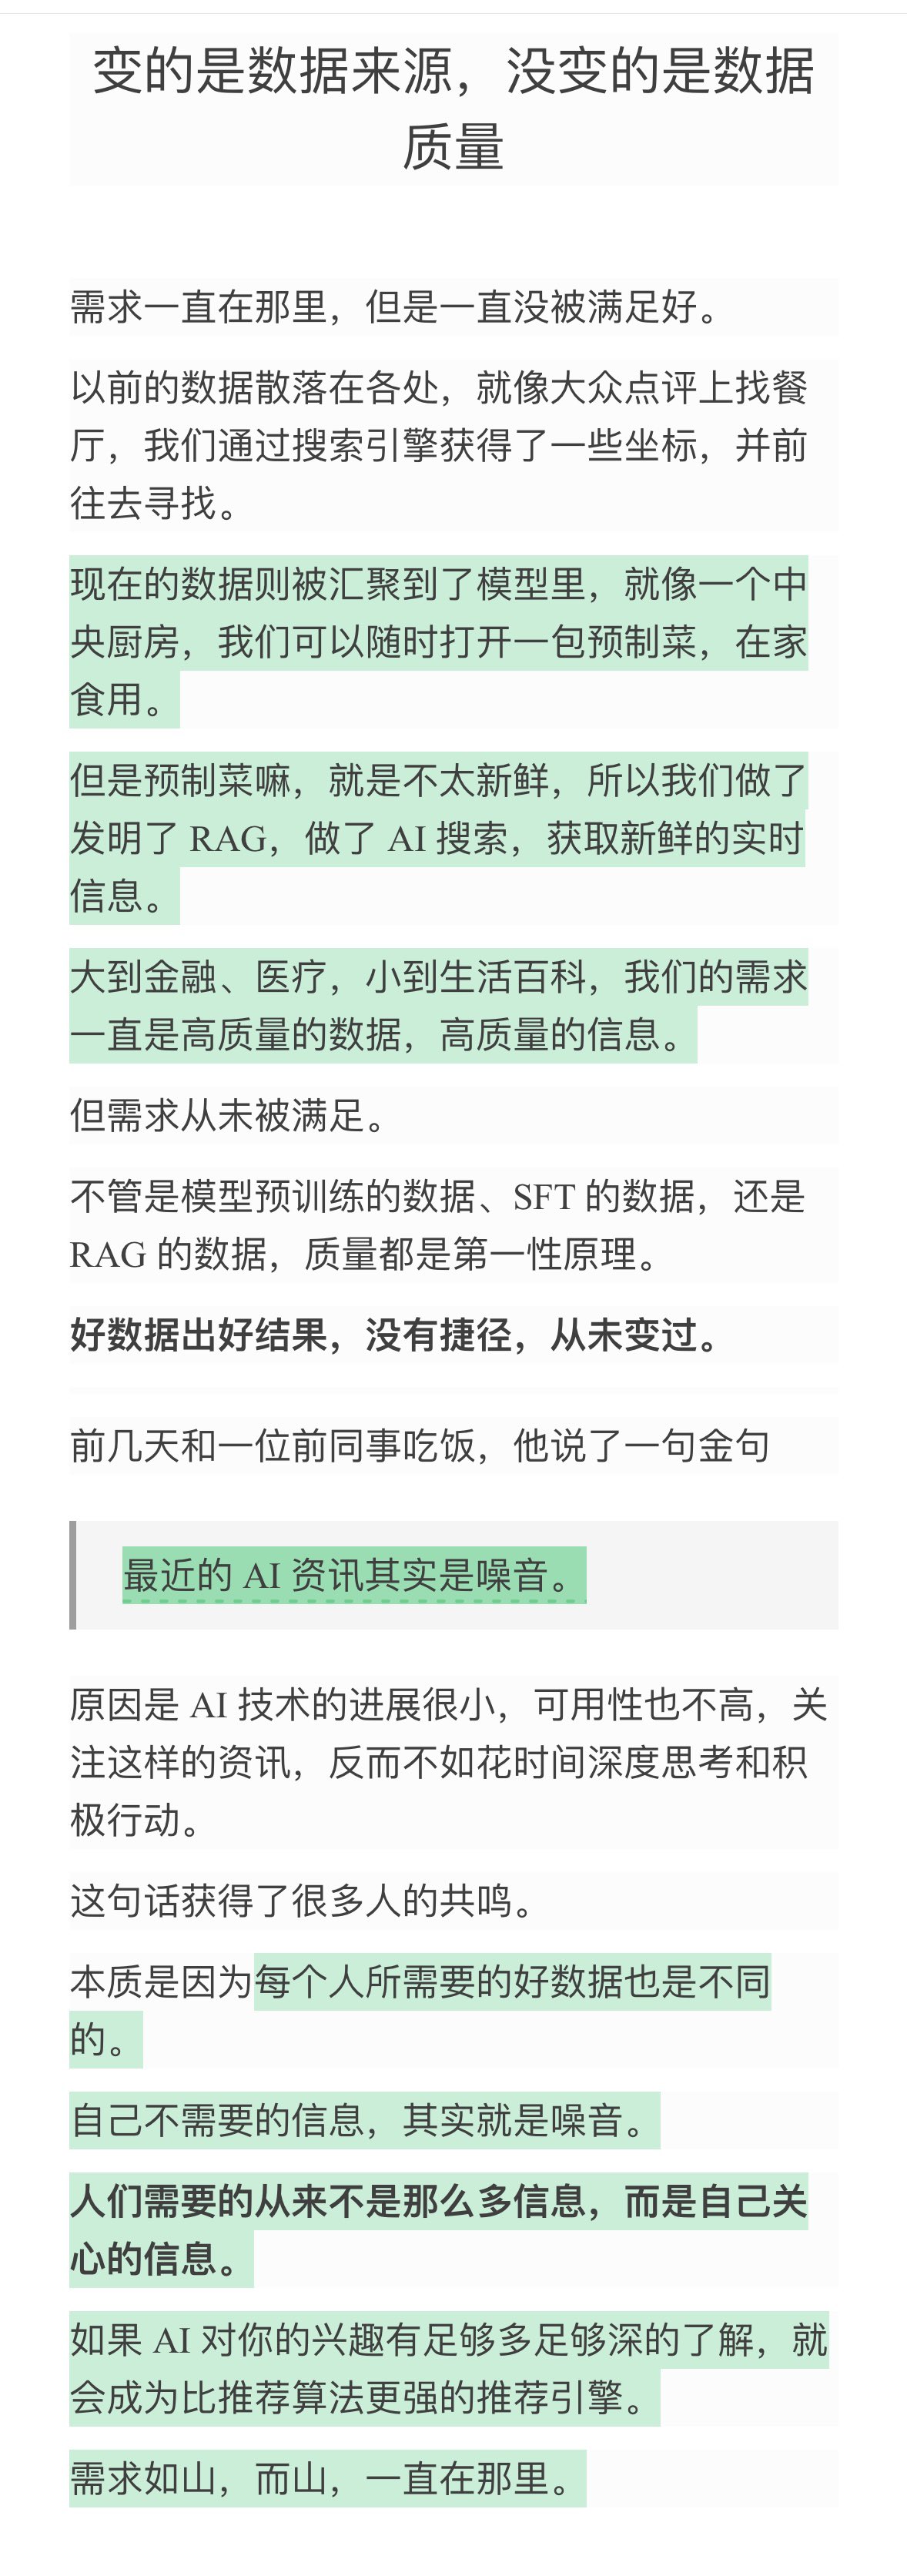 变的是数据来源，没变的是数据
质量
需求一直在那里，但是一直没被满足好。
以前的数据散落在各处，就像大众点评上找餐
厅，我们通过搜索引擎获得了一些坐标，并前
往去寻找。
现在的数据则被汇聚到了模型里，就像一个中
央厨房，我们可以随时打开一包预制菜，在家
食用。
但是预制菜嘛，就是不太新鲜，所以我们做了
发明了 RAG，做了 AI 搜索，获取新鲜的实时
信息。
大到金融、医疗，小到生活百科，我们的需求
一直是高质量的数据，高质量的信息。
但需求从未被满足。
不管是模型预训练的数据、SFT 的数据，还是
RAG 的数据，质量都是第一性原理。
好数据出好结果，没有捷径，从未变过。
前几天和一位前同事吃饭，他说了一句金句
最近的 AI 资讯其实是噪音。
原因是 AI 技术的进展很小，可用性也不高，关
注这样的资讯，反而不如花时间深度思考和积
极行动。
这句话获得了很多人的共鸣。
本质是因为每个人所需要的好数据也是不同
的。
自己不需要的信息，其实就是噪音。
人们需要的从来不是那么多信息，而是自己关
心的信息。
如果 AI 对你的兴趣有足够多足够深的了解，就
会成为比推荐算法更强的推荐引擎。
需求如山，而山，一直在那里。